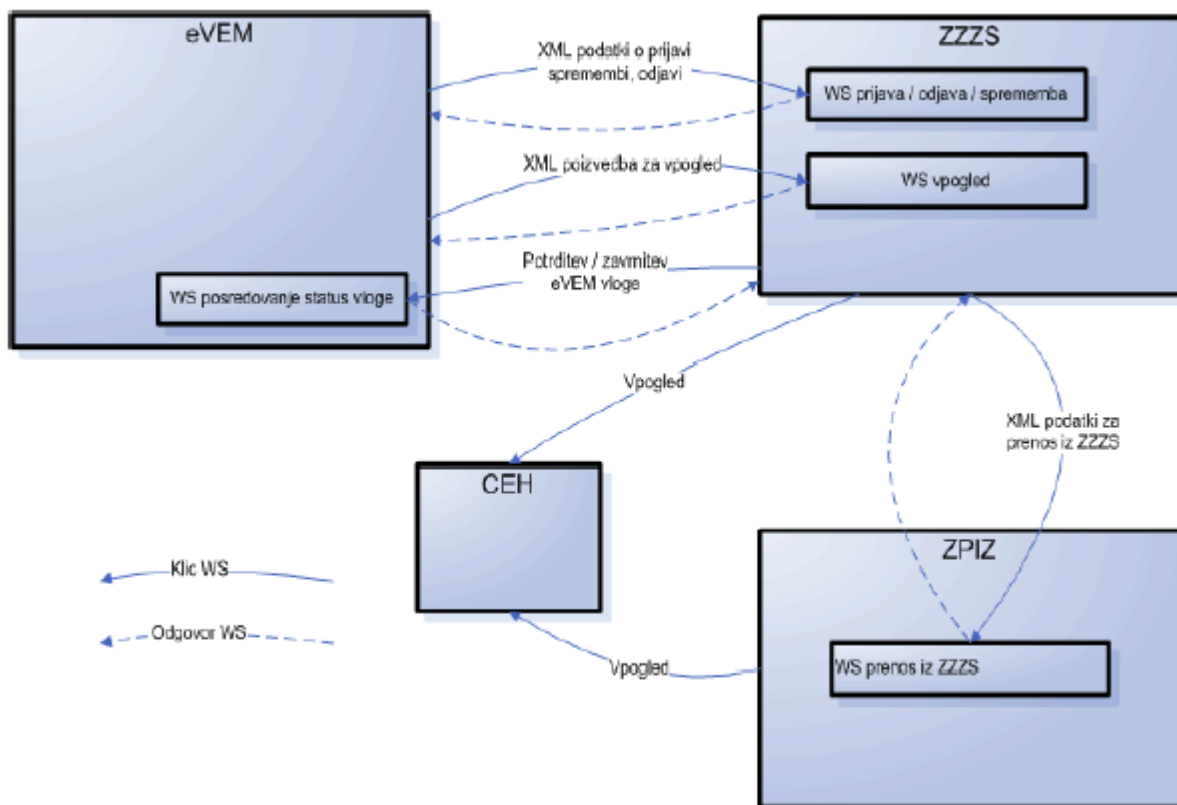 eVEM
ZZZS
XML podatki o prijavi
spremembi, odjavi
WS prijava / odjava / sprememba
XML poizvedba za vpogled
WS vpogled
Potrditev / zavrnitev
eVEM vloge
WS posredovanje status vloge
Vpogled
XML podatki za
prenos iz ZZZS
CEH
ZPIZ
Klic WS
Odgovor WS
Vpogled
WS prenos iz ZZZS